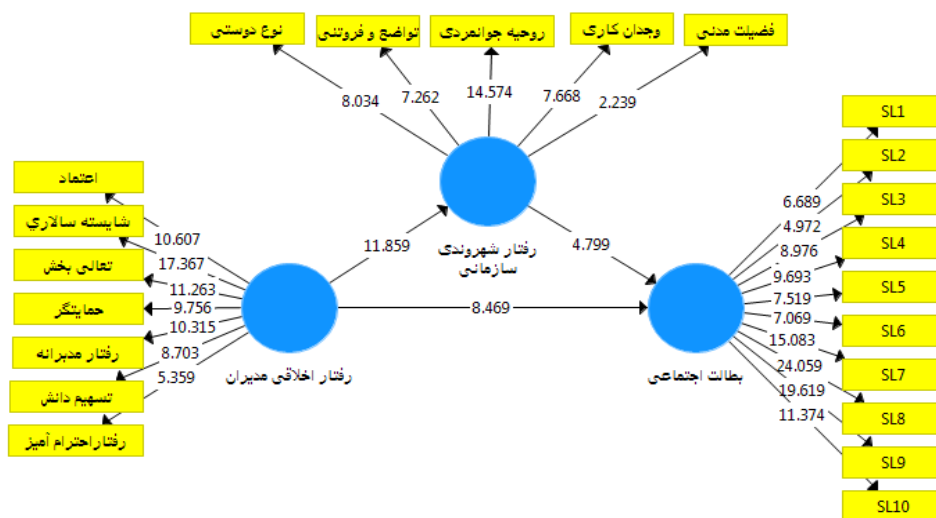 نوع دوستی
تواضع و فروتنی
روحیه جوانمردی
وجدان کاری
فضیلت مدنی
8.034
7.262
14.574
7.668
2.239
رفتار شهروندی
سازمانی
اعتماد
شایسته سالاري
تعالی بخش
حمایتگر
رفتار مدبرانه
تسهیم دانش
رفتاراحترام آمیز
10.607
17.367
11.263
9.756
10.315
8.703
5.359
رفتار اخلاقی مدیران
11.859
4.799
8.469
بطالت اجتماعی
6.689
4.972
8.976
9.693
7.519
7.069
15.083
24.059
19.619
11.374
SL1
SL2
SL3
SL4
SL5
SL6
SL7
SL8
SL9
SL10